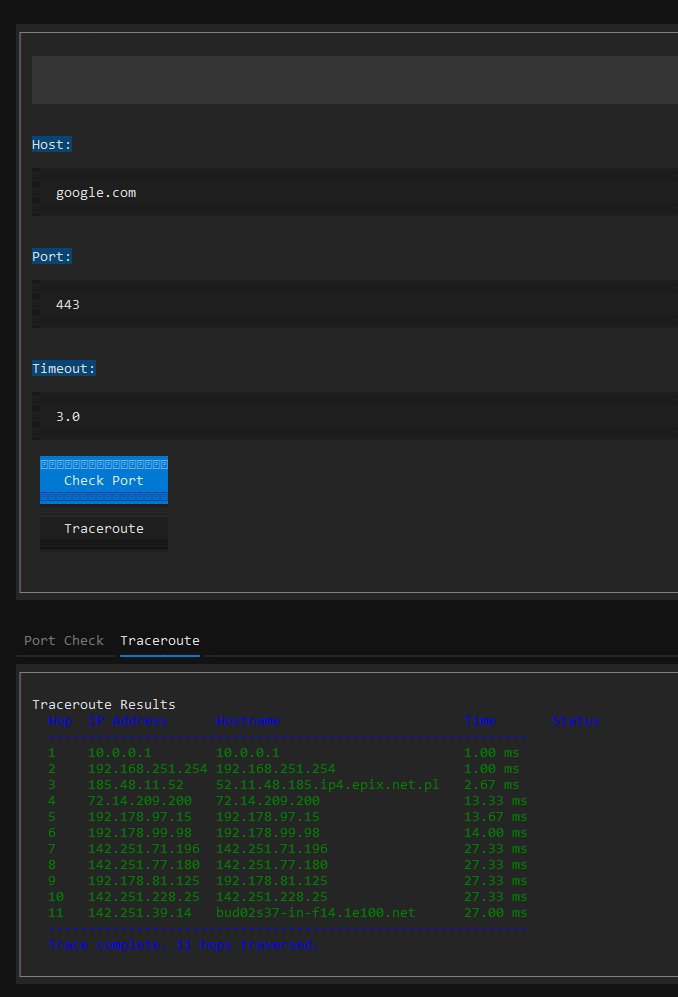 Host:
google.com
Port:
443
Timeout:
3.0
Check Port
Traceroute
Port Check Traceroute
Traceroute Results
Hop IP Address Hostname Time Status
1 10.0.0.1 10.0.0.1 1.00 ms
2 192.168.251.254 192.168.251.254 1.00 ms
3 185.48.11.52 52.11.48.185.ip4.epix.net.pl 2.67 ms
4 72.14.209.200 72.14.209.200 13.33 ms
5 192.178.97.15 192.178.97.15 13.67 ms
6 192.178.99.98 192.178.99.98 14.00 ms
7 142.251.71.196 142.251.71.196 27.33 ms
8 142.251.77.180 142.251.77.180 27.33 ms
9 192.178.81.125 192.178.81.125 27.33 ms
10 142.251.228.25 142.251.228.25 27.33 ms
11 142.251.39.14 bud02s37-in-f14.1e100.net 27.00 ms
Trace complete. 11 hops traversed.